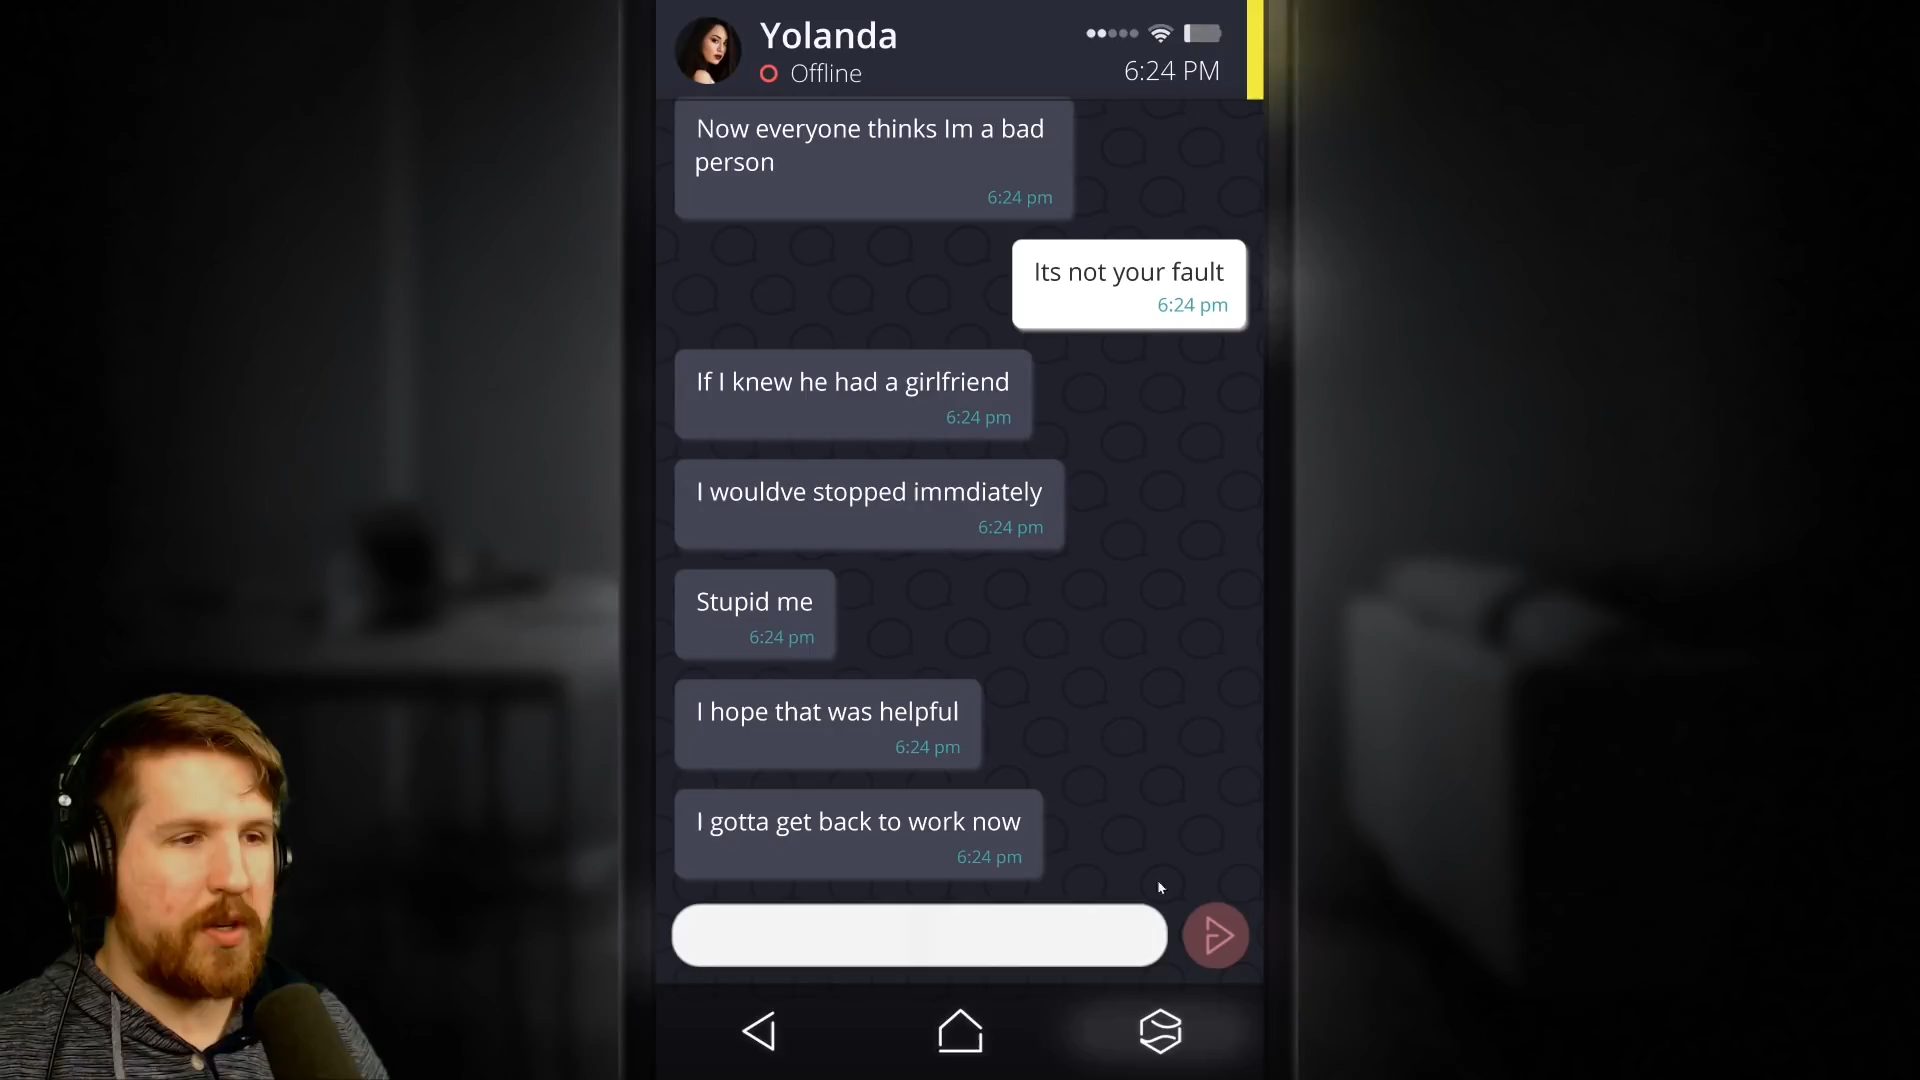 Yolanda
Offline
6:24 PM
Now everyone thinks Im a bad
person
6:24 pm
Its not your fault
6:24 pm
If I knew he had a girlfriend
6:24 pm
I wouldve stopped immdiately
6:24 pm
Stupid me
6:24 pm
I hope that was helpful
6:24 pm
I gotta get back to work now
6:24 pm